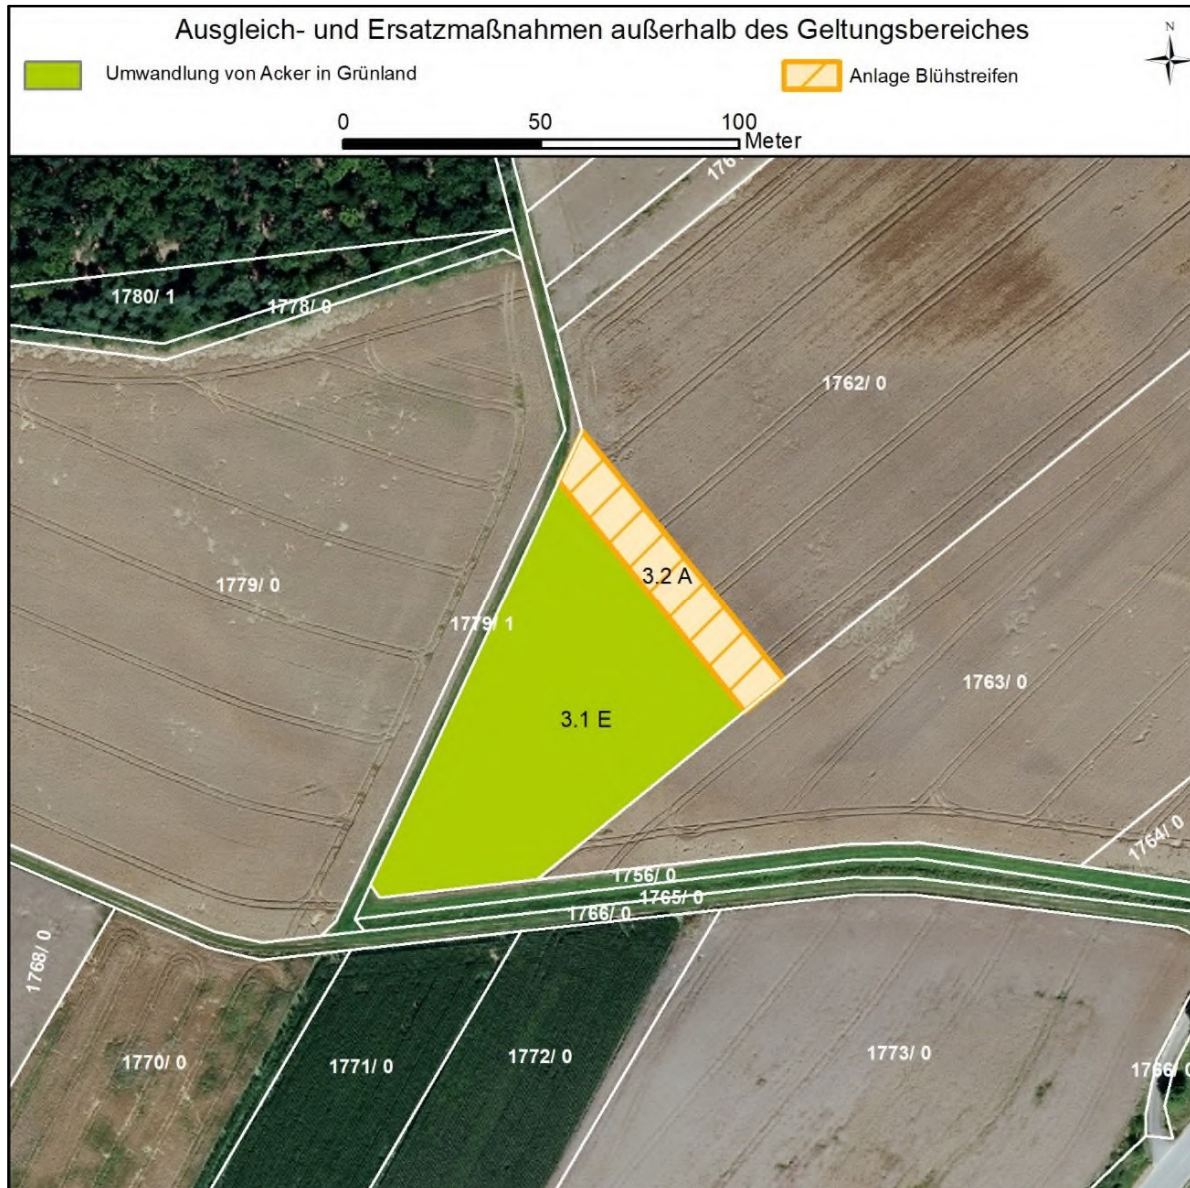 Ausgleich- und Ersatzmaßnahmen außerhalb des Geltungsbereiches
N
Umwandlung von Acker in Grünland
Anlage Blühstreifen
0 50 100
Meter
1780/ 1
1778/ 0
1762/ 0
3.2 A
1779/ 0
1779/ 1
1763/ 0
3.1 E
1764/ 0
1756/ 0
1765/ 0
1766/ 0
1768/ 0
1770/ 0
1771/ 0
1772/ 0
1773/ 0
1766/ 0